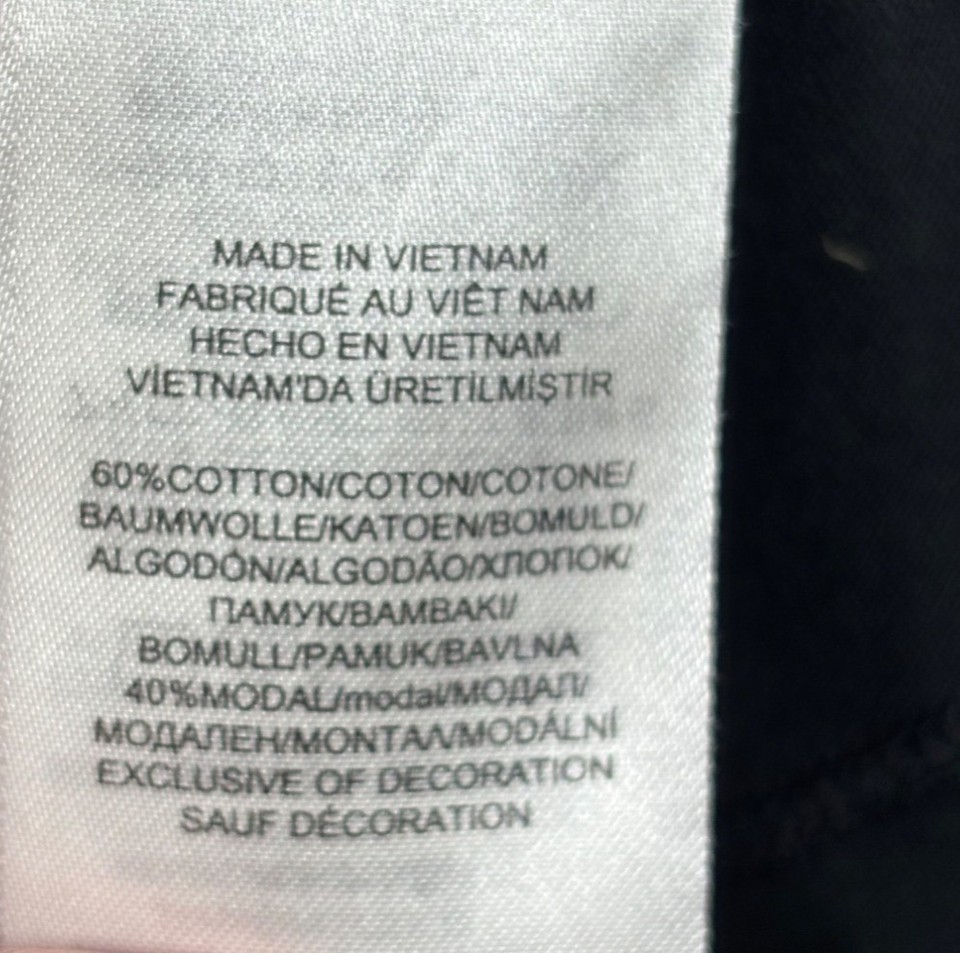 MADE IN VIETNAM
FABRIQUÉ AU VIÊT NAM
HECHO EN VIETNAM
VİETNAM'DA ÜRETİLMİŞTİR
60%COTTON/COTON/COTONE/
BAUMWOLLE/KATOEN/BOMULD/
ALGODÓN/ALGODÃO/ХЛОПОК/
ПАМУК/ΒΑΜΒΑΚΙ/
BOMULL/PAMUK/BAVLNA
40%MODAL/modal/МОДАЛ/
МОДАЛЕН/ΜΟΝΤΑΛ/MODÁLNÍ
EXCLUSIVE OF DECORATION
SAUF DÉCORATION